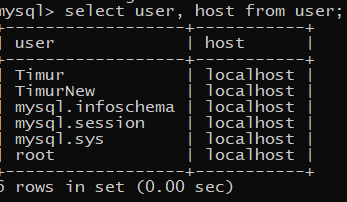 mysql> select user, host from user;
+------------------+-----------+
| user             | host      |
+------------------+-----------+
| Timur            | localhost |
| TimurNew         | localhost |
| mysql.infoschema | localhost |
| mysql.session    | localhost |
| mysql.sys        | localhost |
| root             | localhost |
+------------------+-----------+
6 rows in set (0.00 sec)